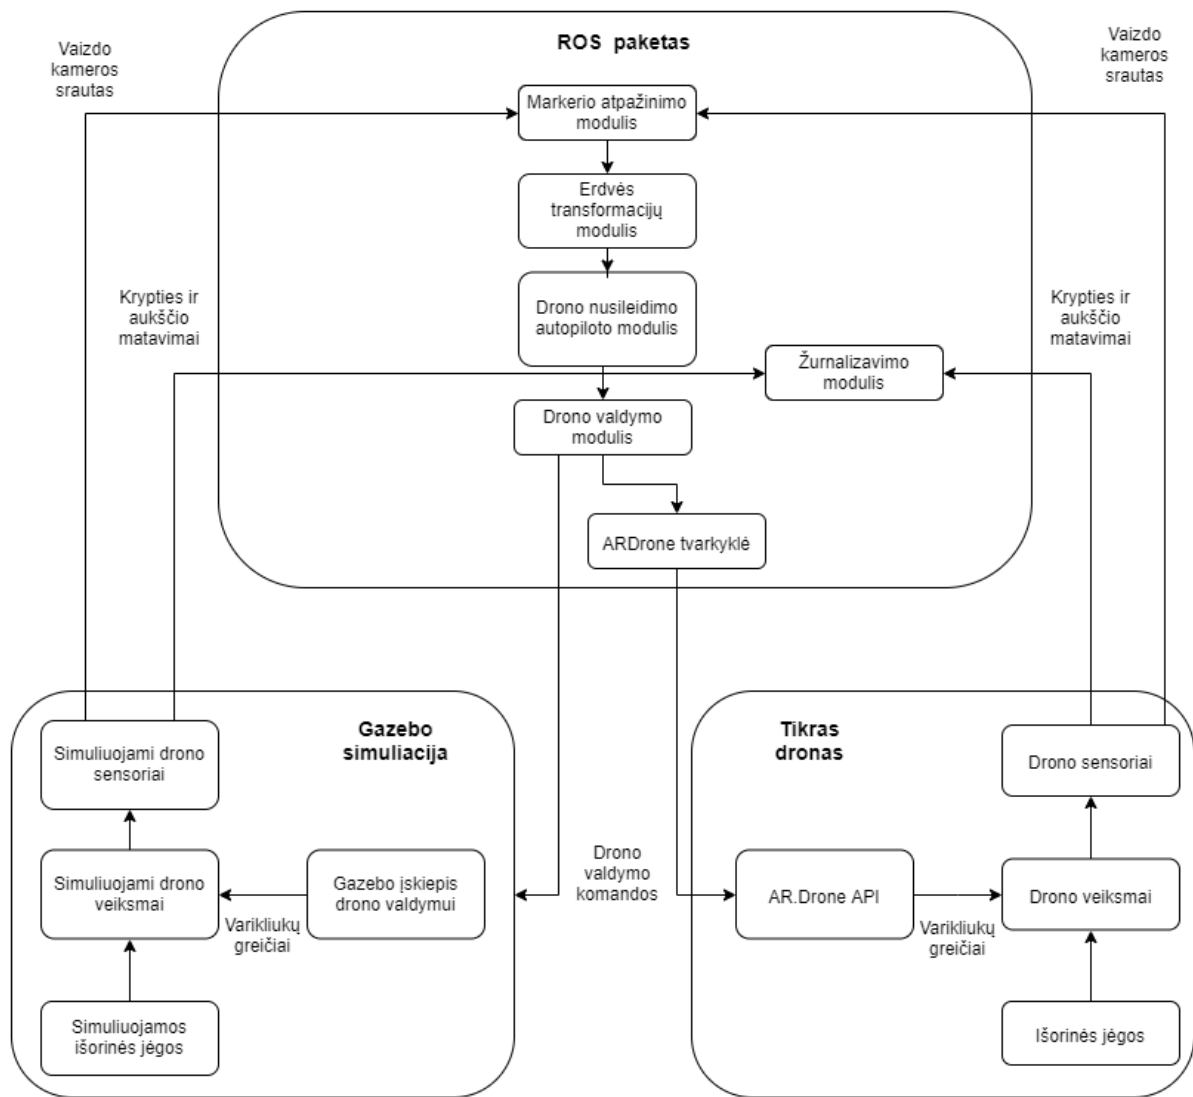 ROS paketas
Vaizdo
kameros
srautas
Vaizdo
kameros
srautas
Markerio atpažinimo
modulis
Erdvės
transformacijų
modulis
Krypties ir
aukščio
matavimai
Drono nusileidimo
autopiloto modulis
Krypties ir
aukščio
matavimai
Žurnalizavimo
modulis
Drono valdymo
modulis
ARDrone tvarkyklė
Gazebo
simuliacija
Simuliuojami drono
sensoriai
Simuliuojami drono
veiksmai
Gazebo įskiepis
drono valdymui
Varikliukų
greičiai
Simuliuojamos
išorinės jėgos
Drono
valdymo
komandos
Tikras
dronas
Drono sensoriai
AR.Drone API
Drono veiksmai
Varikliukų
greičiai
Išorinės jėgos